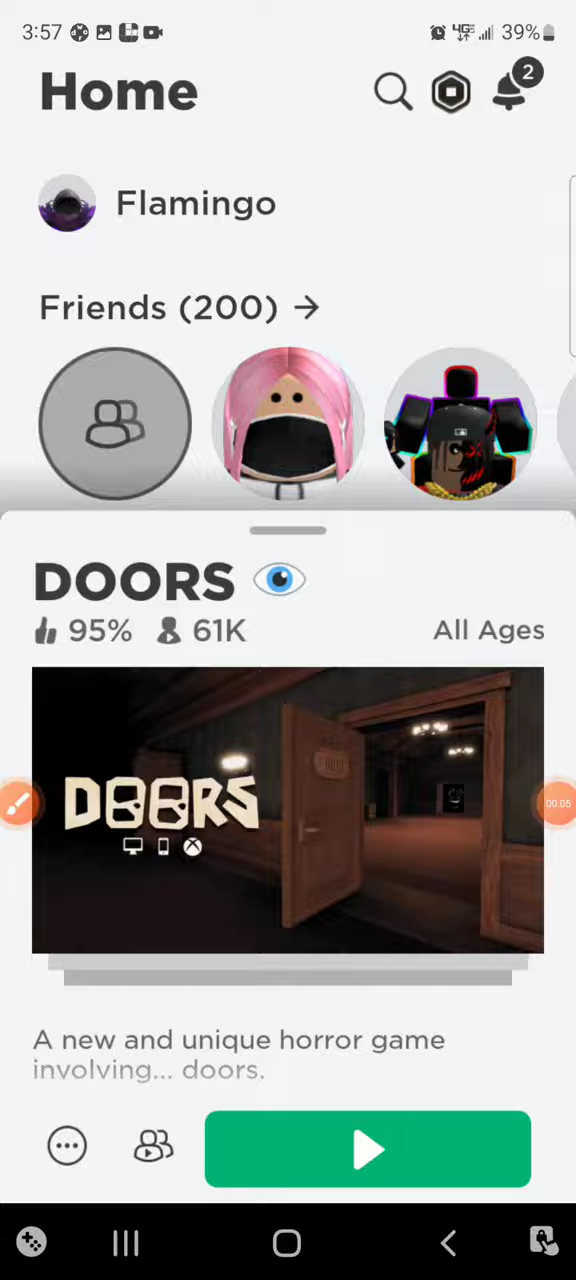 3:57 4G 39%
Home
2
Flamingo
Friends (200) →
DOORS
95% 61K All Ages
DOORS
00:05
A new and unique horror game
involving... doors.